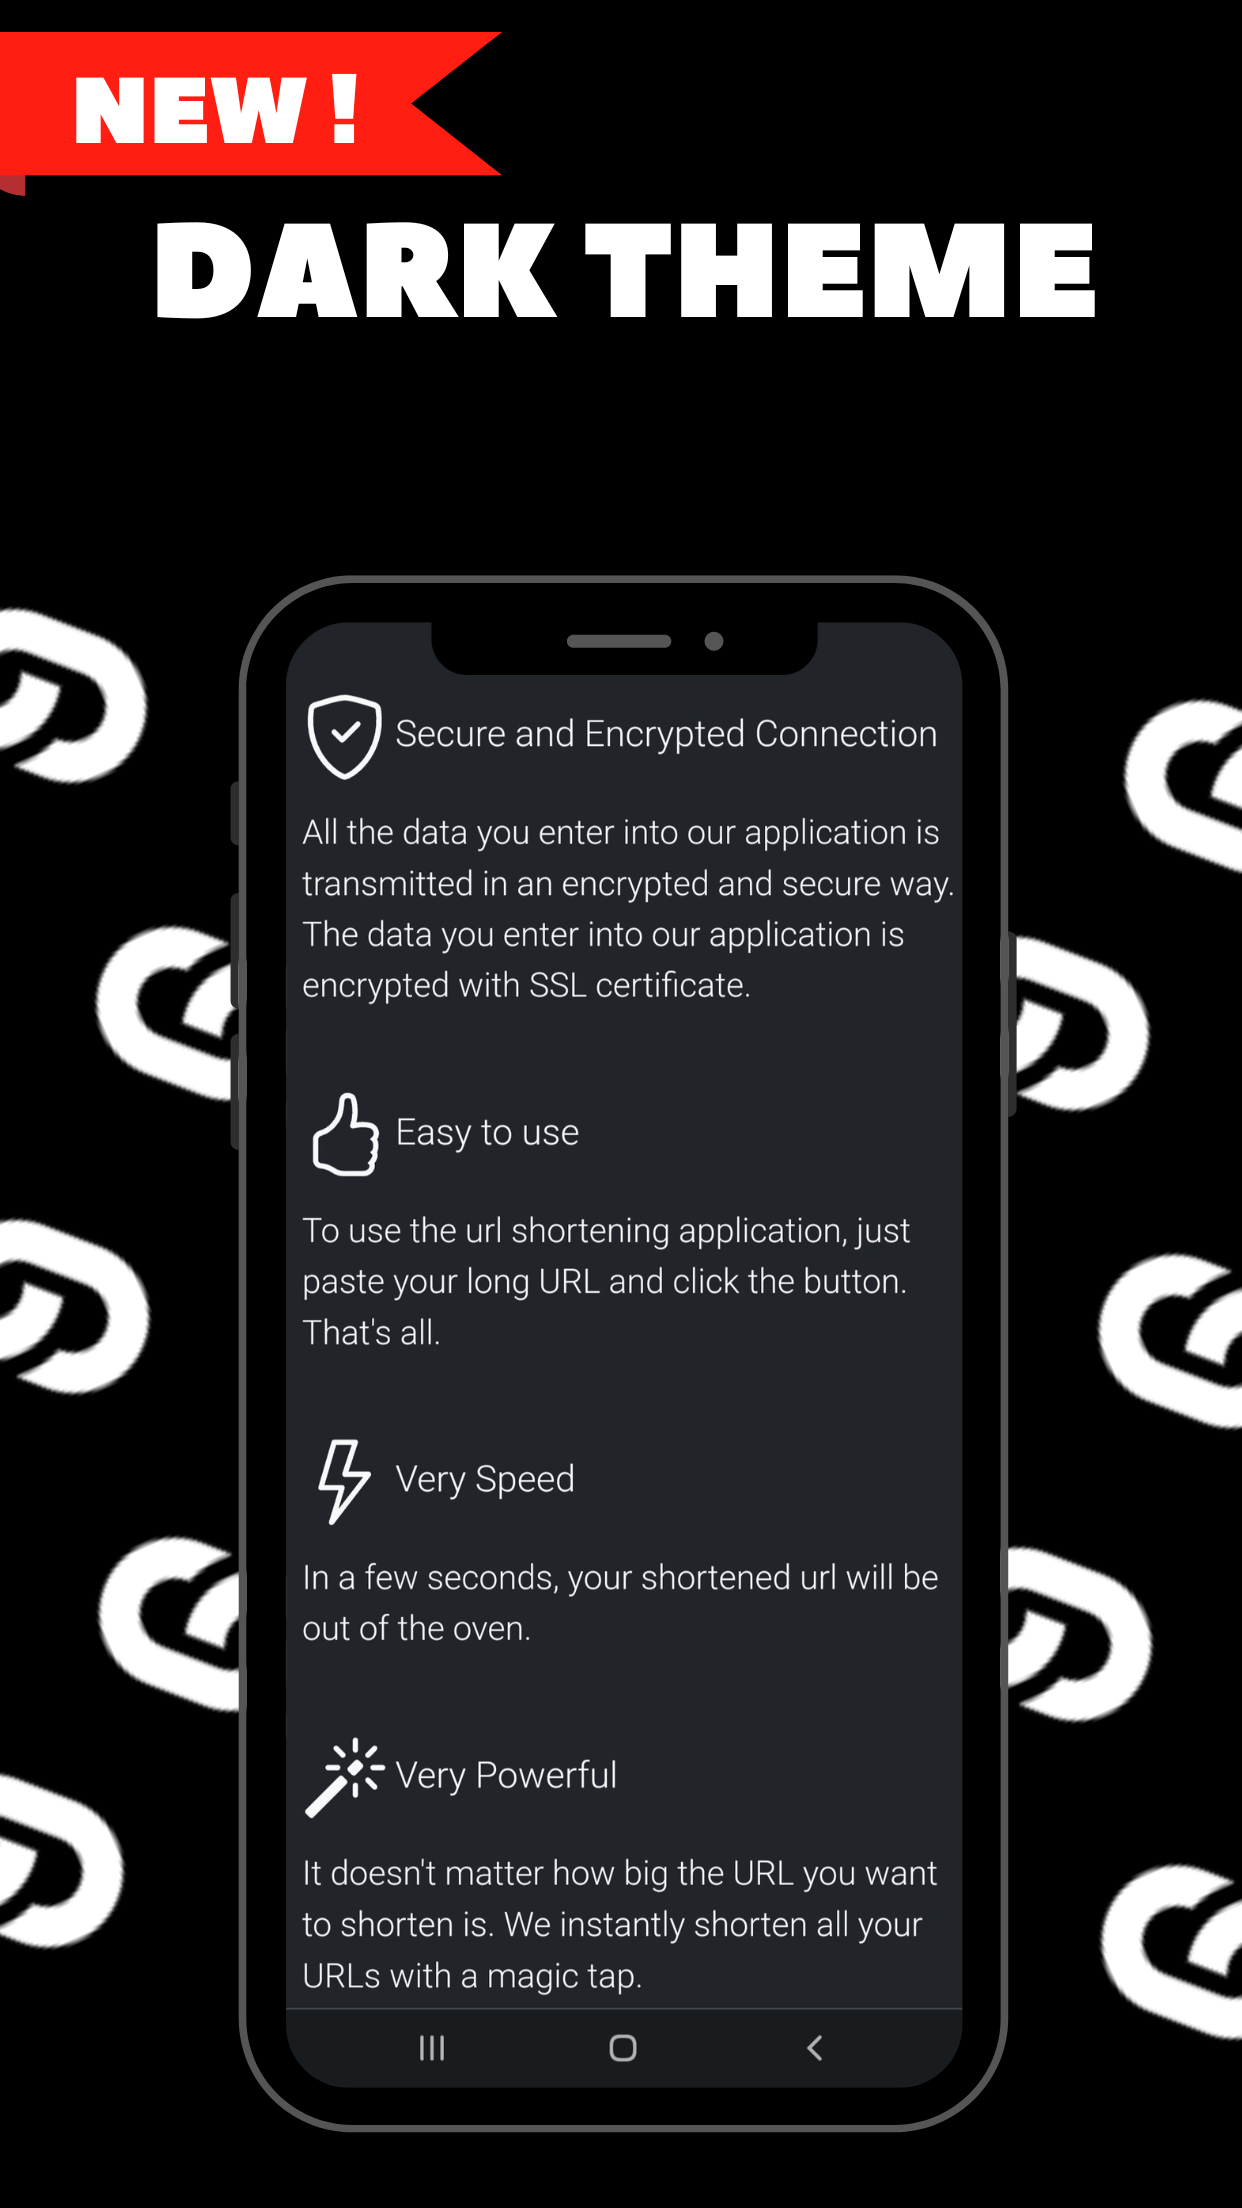 NEW !
DARK THEME
Secure and Encrypted Connection
All the data you enter into our application is
transmitted in an encrypted and secure way.
The data you enter into our application is
encrypted with SSL certificate.
Easy to use
To use the url shortening application, just
paste your long URL and click the button.
That's all.
Very Speed
In a few seconds, your shortened url will be
out of the oven.
Very Powerful
It doesn't matter how big the URL you want
to shorten is. We instantly shorten all your
URLs with a magic tap.